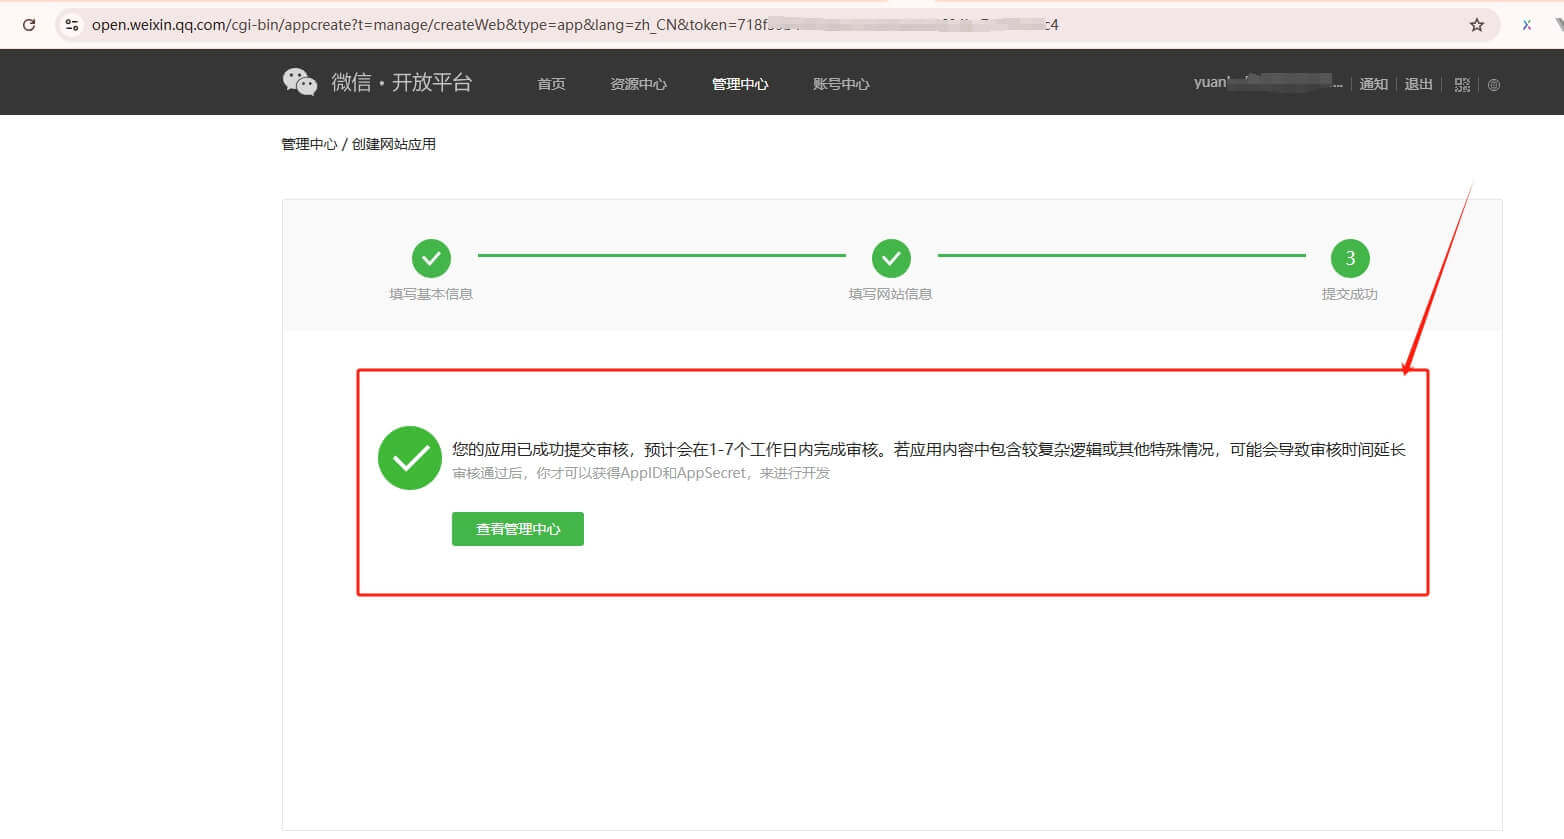 open.weixin.qq.com/cgi-bin/appcreate?t=manage/createWeb&type=app&lang=zh_CN&token=718f c4
微信·开放平台 首页 资源中心 管理中心 账号中心 yuan ... 通知 退出
管理中心 / 创建网站应用
3
填写基本信息 填写网站信息 提交成功
您的应用已成功提交审核，预计会在1-7个工作日内完成审核。若应用内容中包含较复杂逻辑或其他特殊情况，可能会导致审核时间延长
审核通过后，你才可以获得AppID和AppSecret，来进行开发
查看管理中心